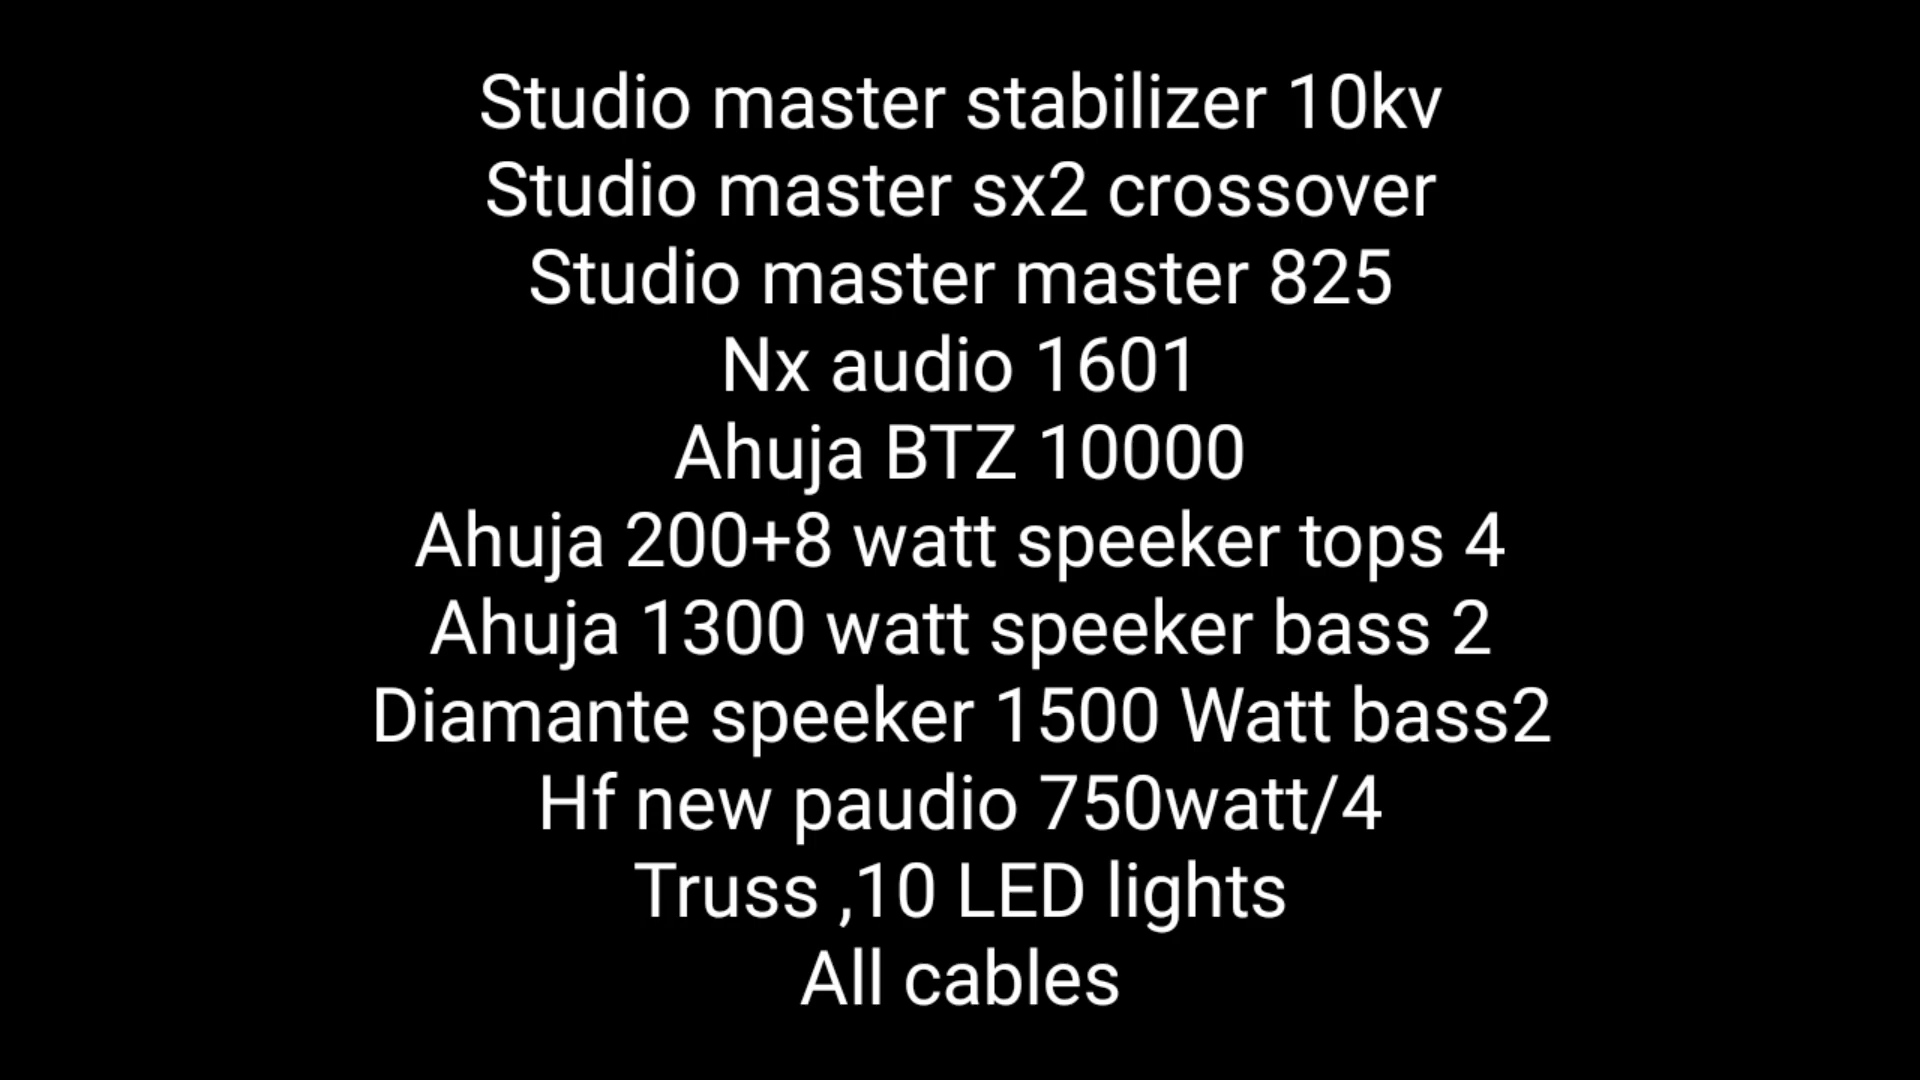 Studio master stabilizer 10kv
Studio master sx2 crossover
Studio master master 825
Nx audio 1601
Ahuja BTZ 10000
Ahuja 200+8 watt speeker tops 4
Ahuja 1300 watt speeker bass 2
Diamante speeker 1500 Watt bass2
Hf new paudio 750watt/4
Truss ,10 LED lights
All cables